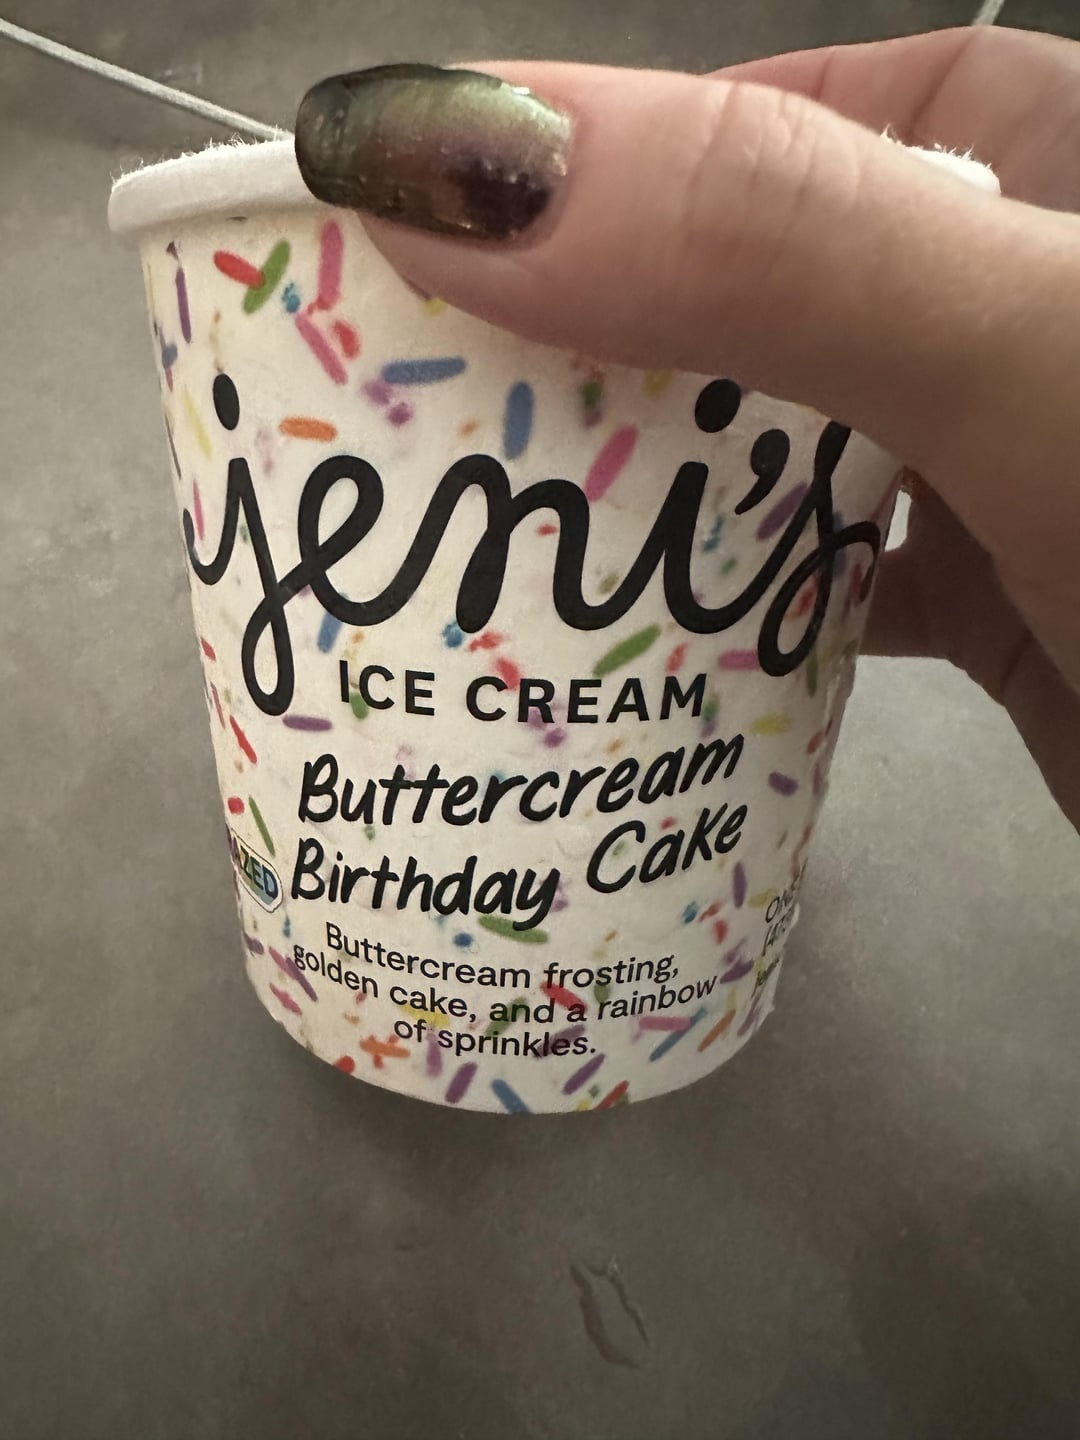 jeni's
ICE CREAM
Buttercream
Birthday Cake
Buttercream frosting,
golden cake, and a rainbow
of sprinkles.